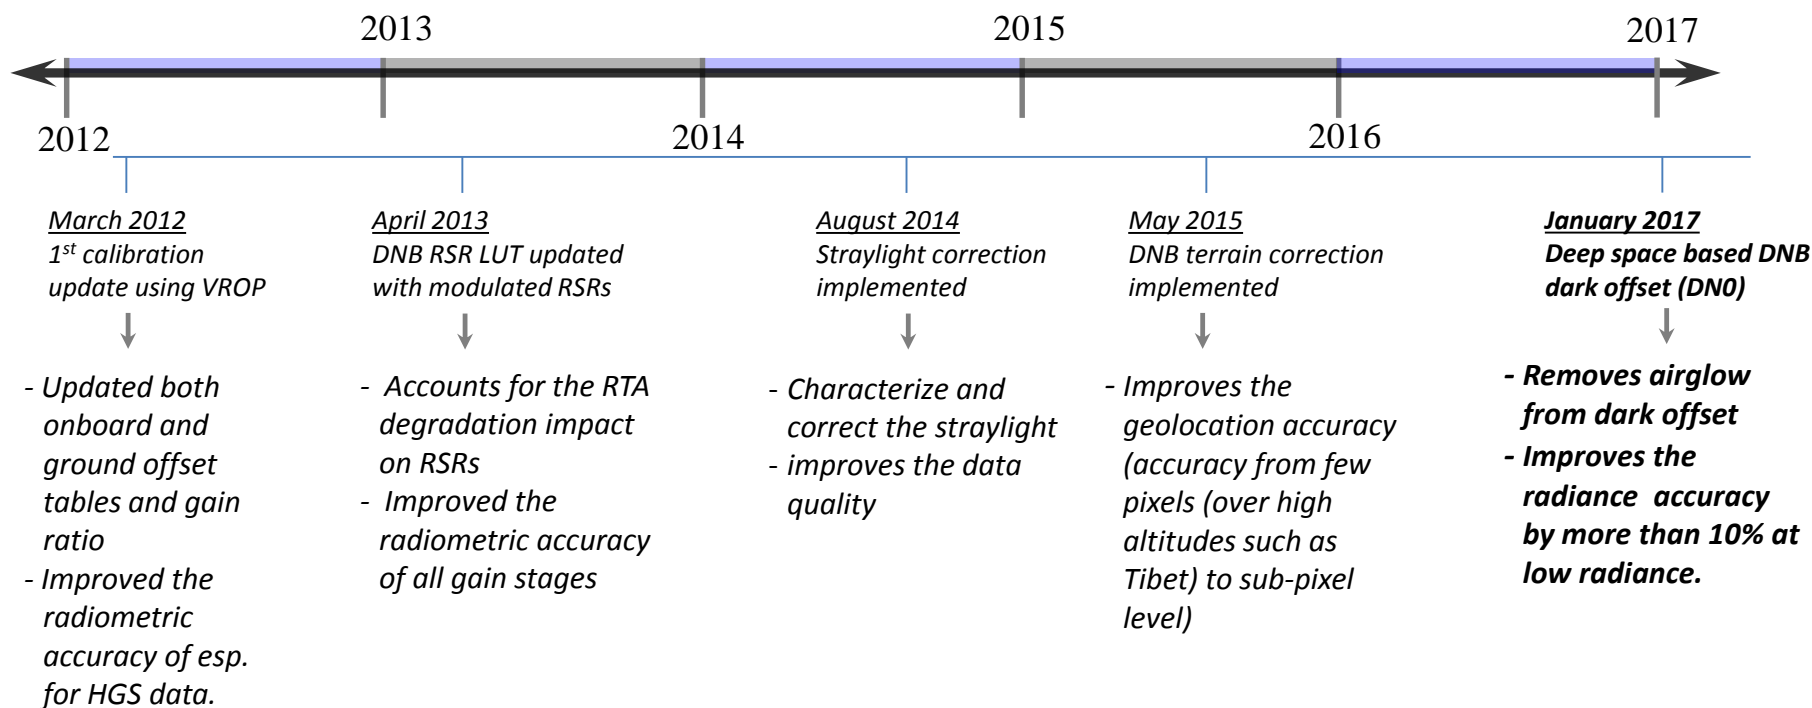 2013
2015
2017
2012
2014
2016
March 2012
1st calibration
update using VROP
- Updated both
onboard and
ground offset
tables and gain
ratio
- Improved the
radiometric
accuracy of esp.
for HGS data.
April 2013
DNB RSR LUT updated
with modulated RSRs
- Accounts for the RTA
degradation impact
on RSRs
- Improved the
radiometric accuracy
of all gain stages
August 2014
Straylight correction
implemented
- Characterize and
correct the straylight
- improves the data
quality
May 2015
DNB terrain correction
implemented
- Improves the
geolocation accuracy
(accuracy from few
pixels (over high
altitudes such as
Tibet) to sub-pixel
level)
January 2017
Deep space based DNB
dark offset (DN0)
- Removes airglow
from dark offset
- Improves the
radiance accuracy
by more than 10% at
low radiance.